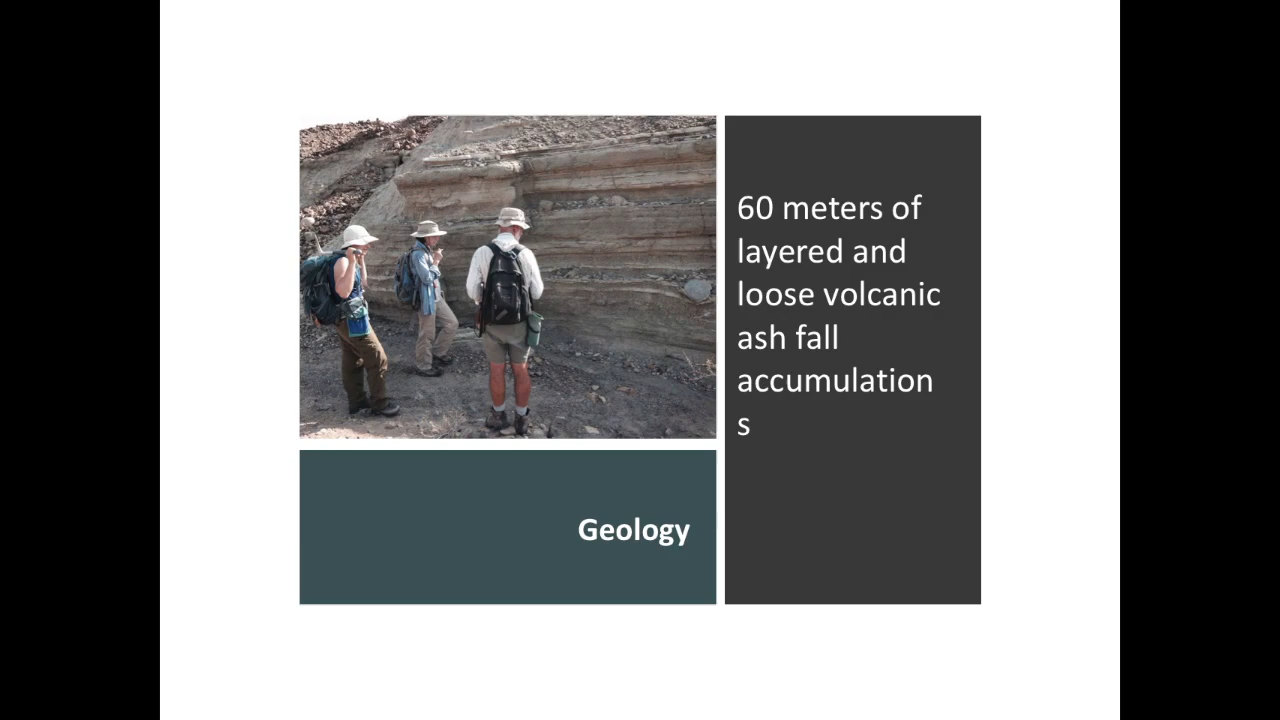 60 meters of
layered and
loose volcanic
ash fall
accumulation
s
Geology